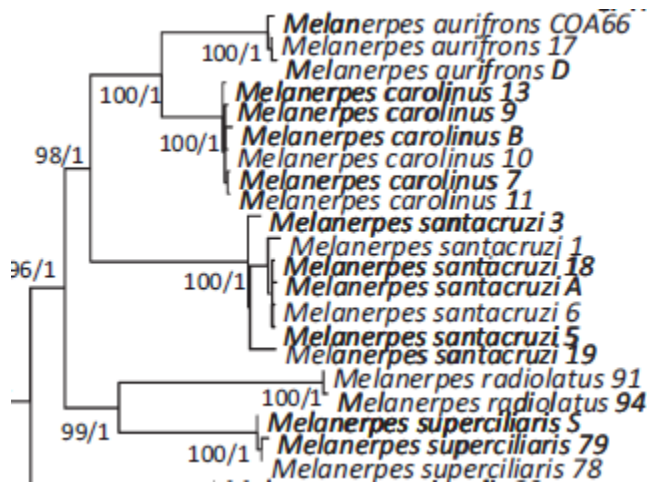 Melanerpes aurifrons COA66
Melanerpes aurifrons 17
100/1
Melanerpes aurifrons D
Melanerpes carolinus 13
100/1
Melanerpes carolinus 9
Melanerpes carolinus B
100/1
Melanerpes carolinus 10
98/1
Melanerpes carolinus 7
Melanerpes carolinus 11
Melanerpes santacruzi 3
Melanerpes santacruzi 1
Melanerpes santacruzi 18
96/1
100/1
Melanerpes santacruzi A
Melanerpes santacruzi 6
Melanerpes santacruzi 5
Melanerpes santacruzi 19
Melanerpes radiolatus 91
100/1
Melanerpes radiolatus 94
Melanerpes superciliaris S
99/1
Melanerpes superciliaris 79
100/1
Melanerpes superciliaris 78